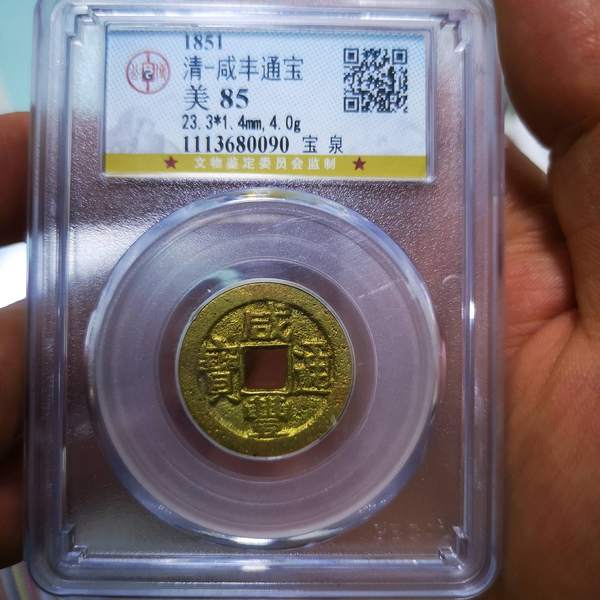 1851
清-咸丰通宝
美 85
23.3*1.4mm,4.0g
1113680090 宝 泉
★ 文物鉴定委员会监制 ★
咸
寶 通
豐